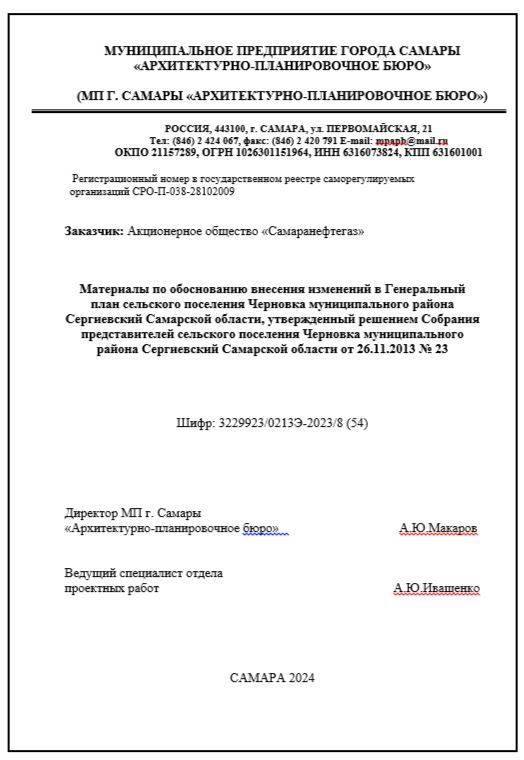 МУНИЦИПАЛЬНОЕ ПРЕДПРИЯТИЕ ГОРОДА САМАРЫ
«АРХИТЕКТУРНО-ПЛАНИРОВОЧНОЕ БЮРО»
(МП Г. САМАРЫ «АРХИТЕКТУРНО-ПЛАНИРОВОЧНОЕ БЮРО»)
РОССИЯ, 443100, г. САМАРА, ул. ПЕРВОМАЙСКАЯ, 21
Тел: (846) 2 424 067, факс: (846) 2 420 791 E-mail: mpapb@mail.ru
ОКПО 21157289, ОГРН 1026301151964, ИНН 6316073824, КПП 631601001
Регистрационный номер в государственном реестре саморегулируемых
организаций СРО-П-038-28102009
Заказчик: Акционерное общество «Самаранефтегаз»
Материалы по обоснованию внесения изменений в Генеральный
план сельского поселения Черновка муниципального района
Сергиевский Самарской области, утвержденный решением Собрания
представителей сельского поселения Черновка муниципального
района Сергиевский Самарской области от 26.11.2013 № 23
Шифр: 3229923/0213Э-2023/8 (54)
Директор МП г. Самары
«Архитектурно-планировочное бюро» А.Ю.Макаров
Ведущий специалист отдела
проектных работ А.Ю.Иващенко
САМАРА 2024